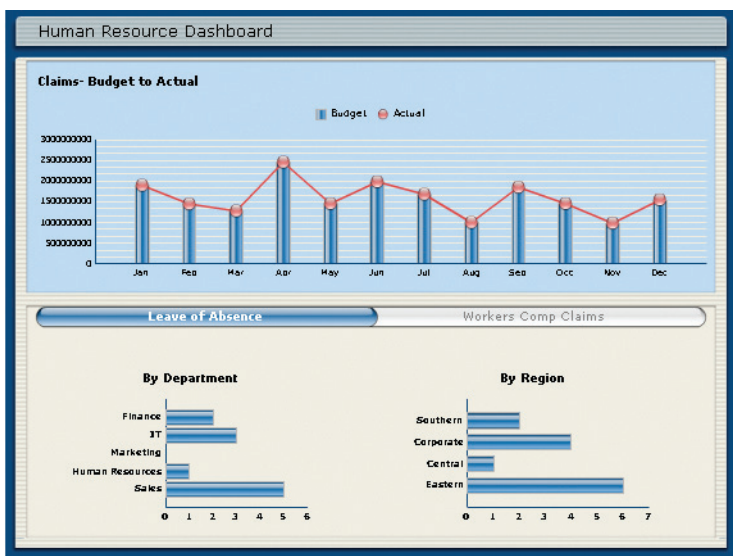 Human Resource Dashboard
Claims- Budget to Actual
Budget Actual
3000000000
2500000000
2000000000
1500000000
1000000000
500000000
0
Jan Feb Mar Apr May Jun Jul Aug Sep Oct Nov Dec
Leave of Absence Workers Comp Claims
By Department
Finance
IT
Marketing
Human Resources
Sales
0 1 2 3 4 5 6
By Region
Southern
Corporate
Central
Eastern
0 1 2 3 4 5 6 7